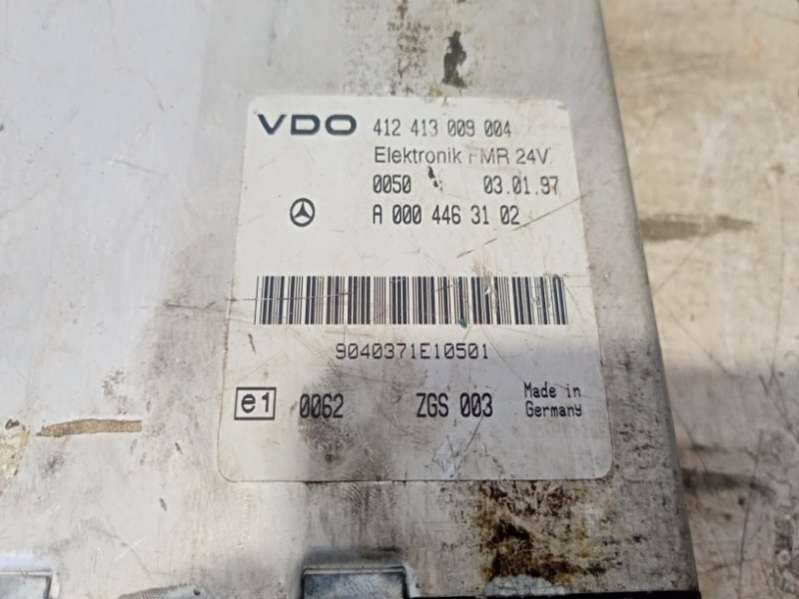 VDO 412 413 009 004
Elektronik FMR 24V
0050 03.01.97
A 000 446 31 02
9040371E10501
e1 0062 ZGS 003 Made in
Germany